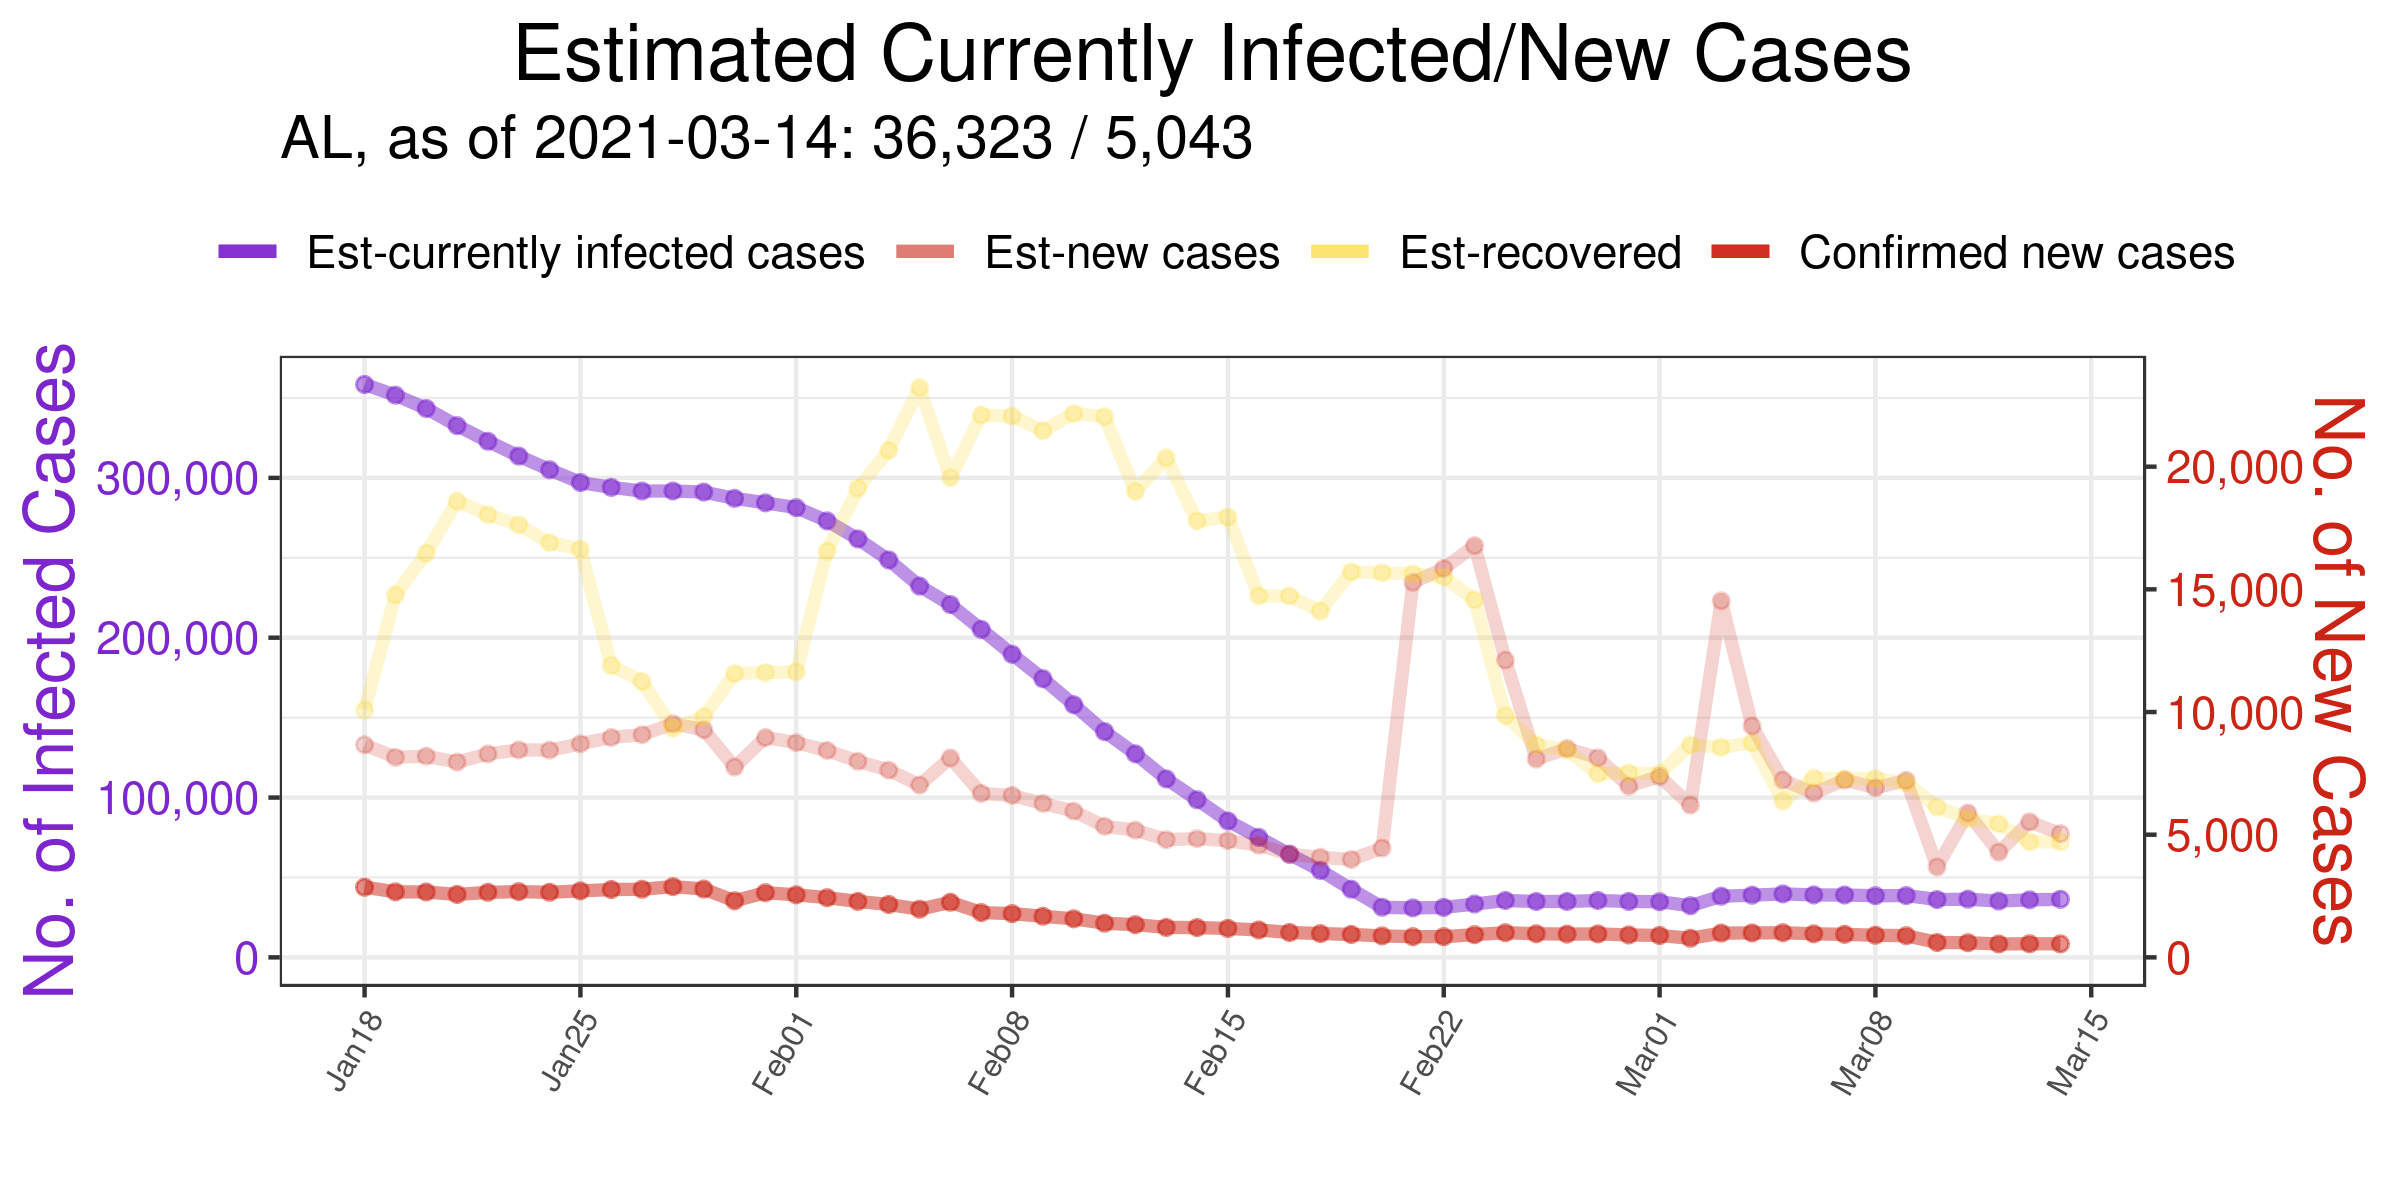 Estimated Currently Infected/New Cases
AL, as of 2021-03-14: 36,323 / 5,043
Est-currently infected cases Est-new cases Est-recovered Confirmed new cases
No. of Infected Cases
300,000
200,000
100,000
0
20,000
15,000
10,000
5,000
0
No. of New Cases
Jan18 Jan25 Feb01 Feb08 Feb15 Feb22 Mar01 Mar08 Mar15